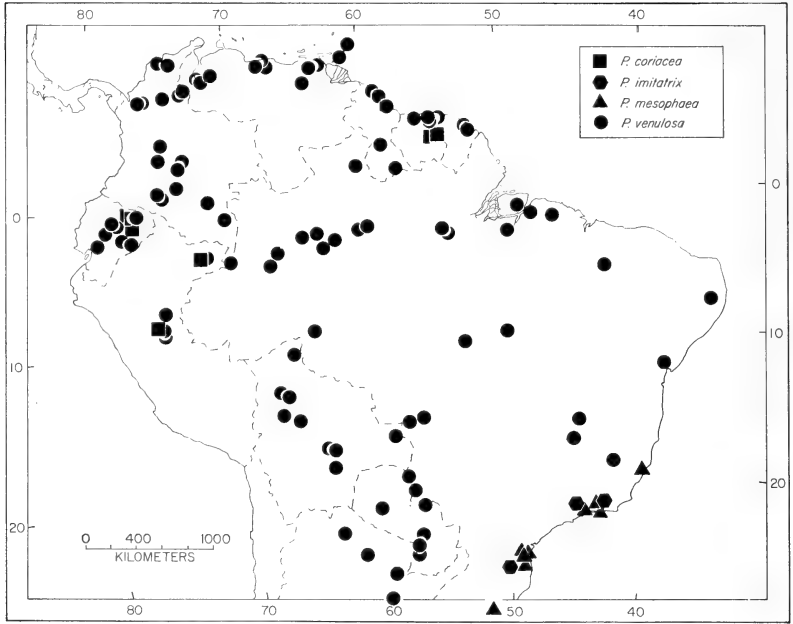 80 70 60 50 40
P. coriacea
P. imitatrix
P. mesophaea
P. venulosa
0
0
10
10
20
20
0 400 1000
KILOMETERS
80 70 60 50 40